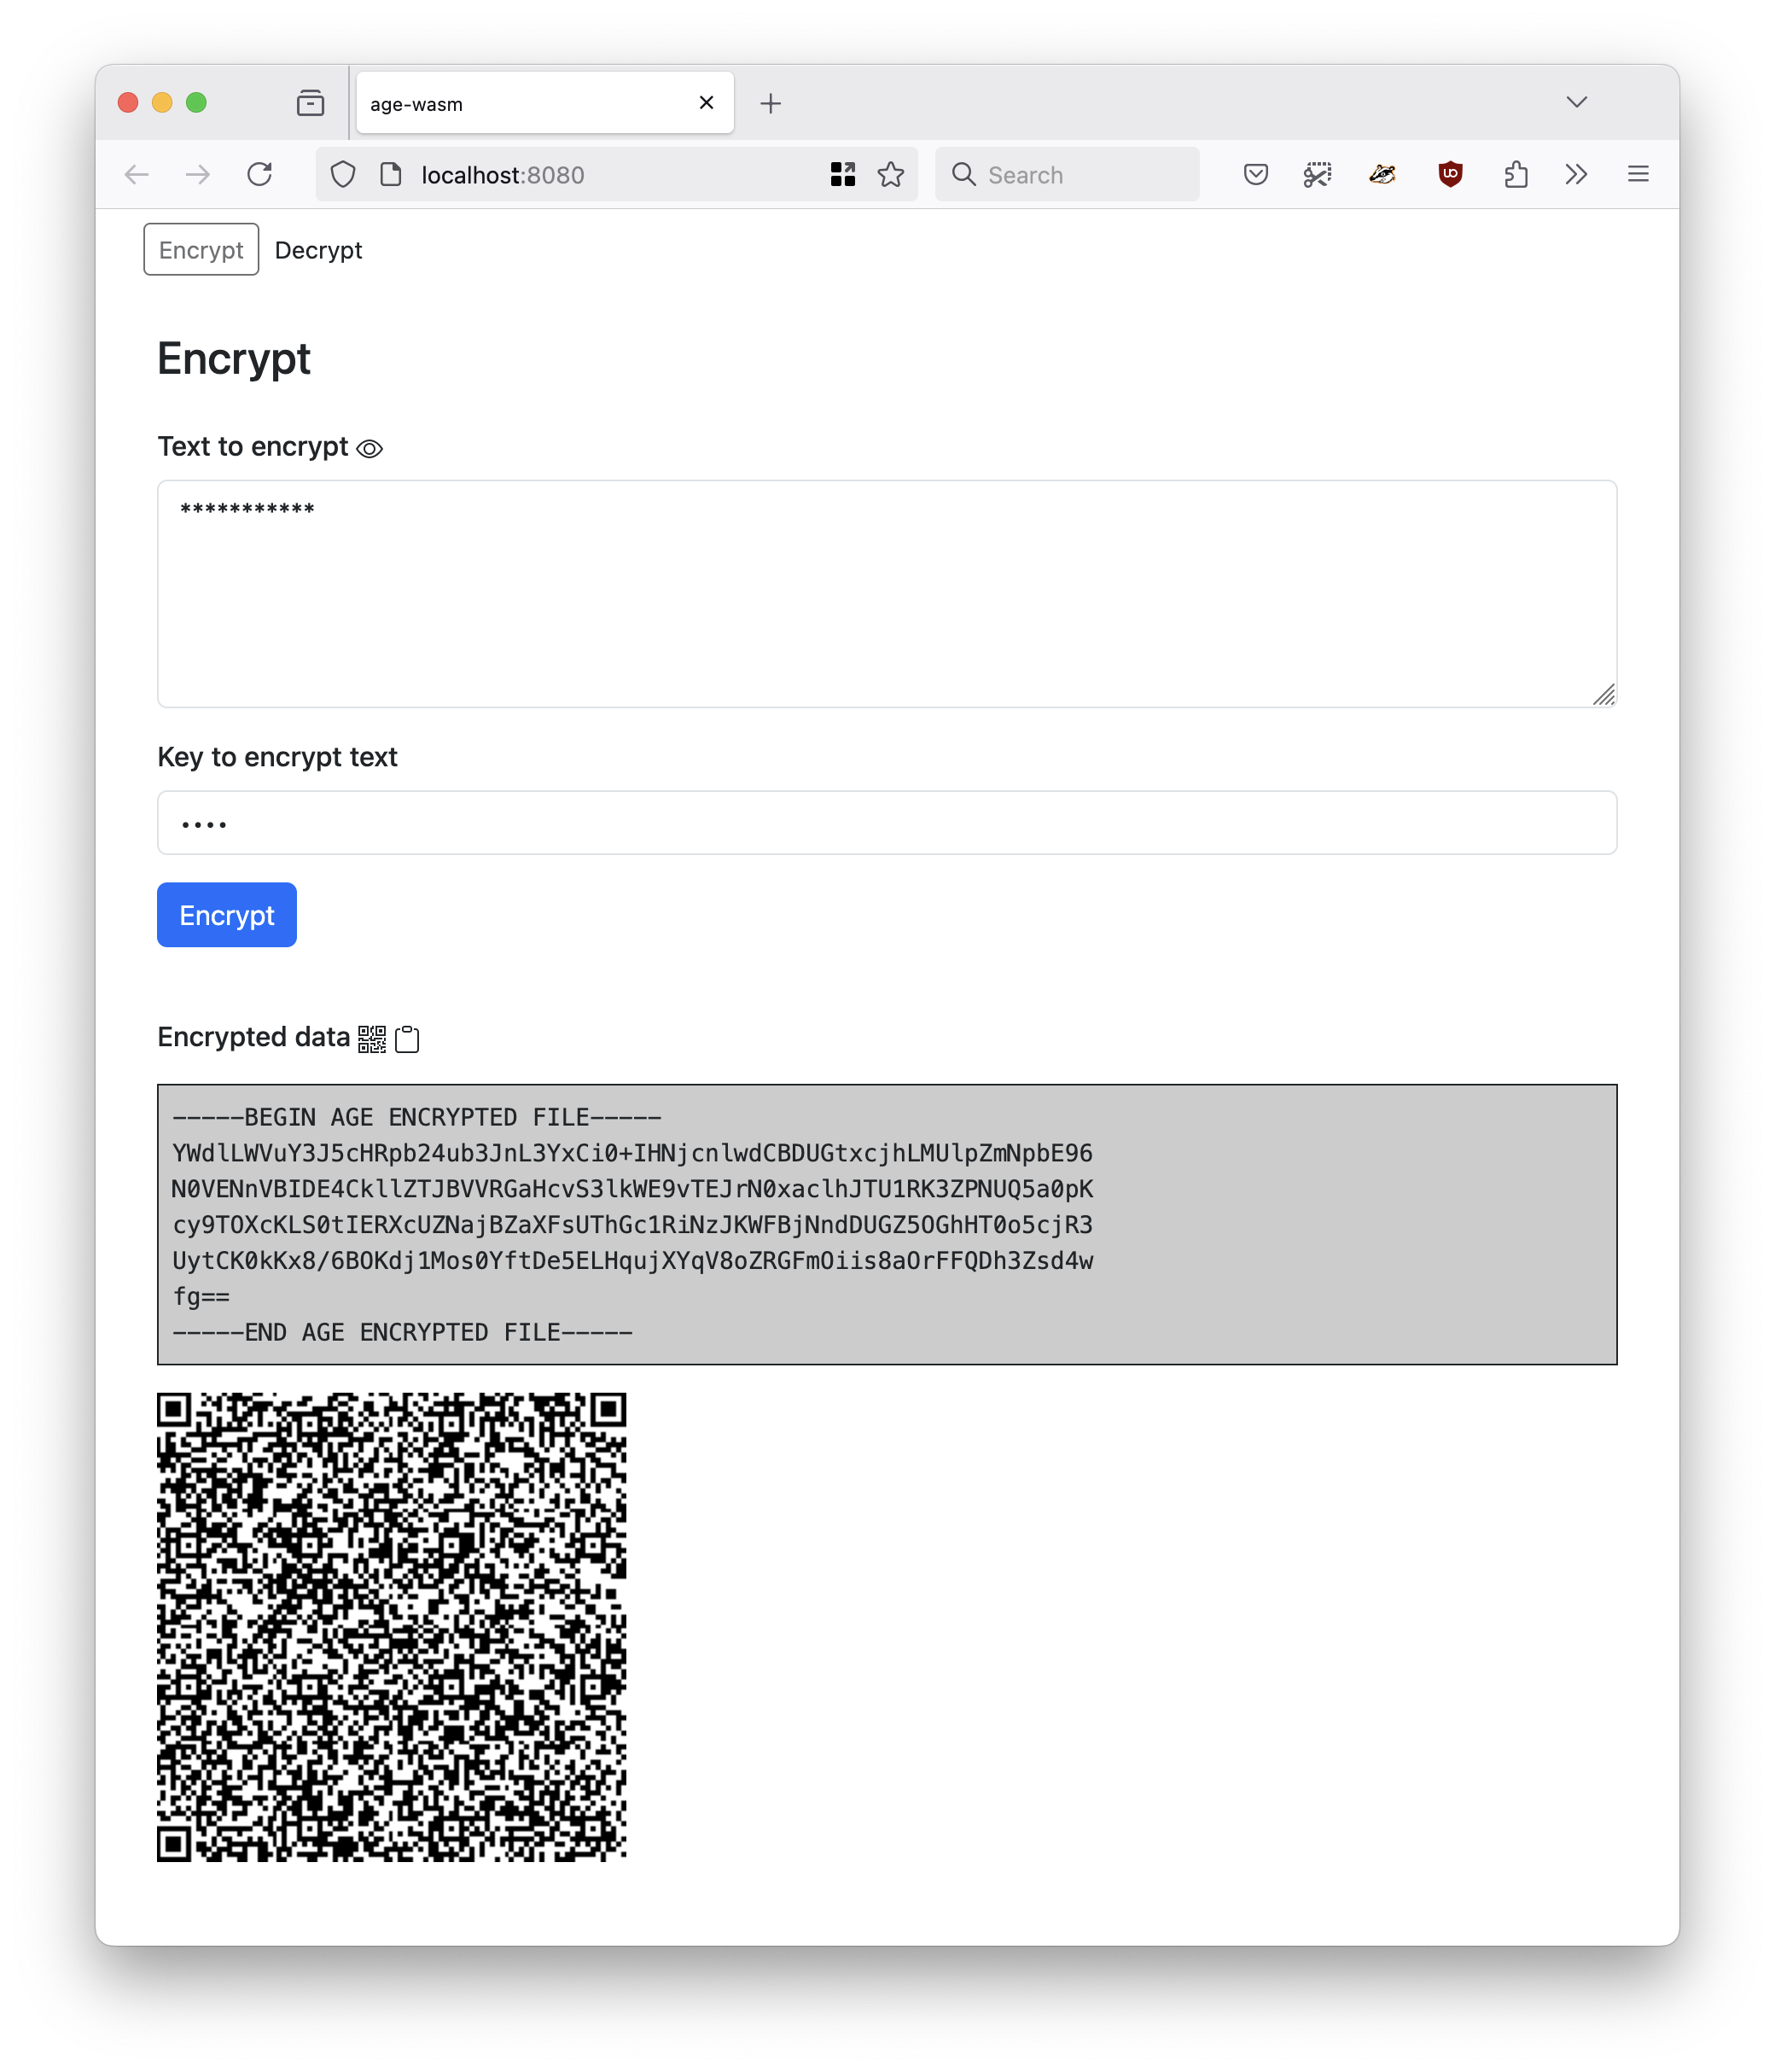 age-wasm
localhost:8080
Search
Encrypt Decrypt
Encrypt
Text to encrypt
***********
Key to encrypt text
••••
Encrypt
Encrypted data
-----BEGIN AGE ENCRYPTED FILE-----
YWdlLWVuY3J5cHRpb24ub3JnL3YxCi0+IHNjcnlwdCBDUGtxcjhLMUlpZmNpbE96
N0VENnVBIDE4CkllZTJBVVRGaHcvS3lkWE9vTEJrN0xaclhJTU1RK3ZPNUQ5a0pK
cy9TOXcKLS0tIERXcUZNajBZaXFsUThGc1RiNzJKWFBjNndDUGZ5OGhHT0o5cjR3
UytCK0kKx8/6BOKdj1Mos0YftDe5ELHqujXYqV8oZRGFmOiis8aOrFFQDh3Zsd4w
fg==
-----END AGE ENCRYPTED FILE-----